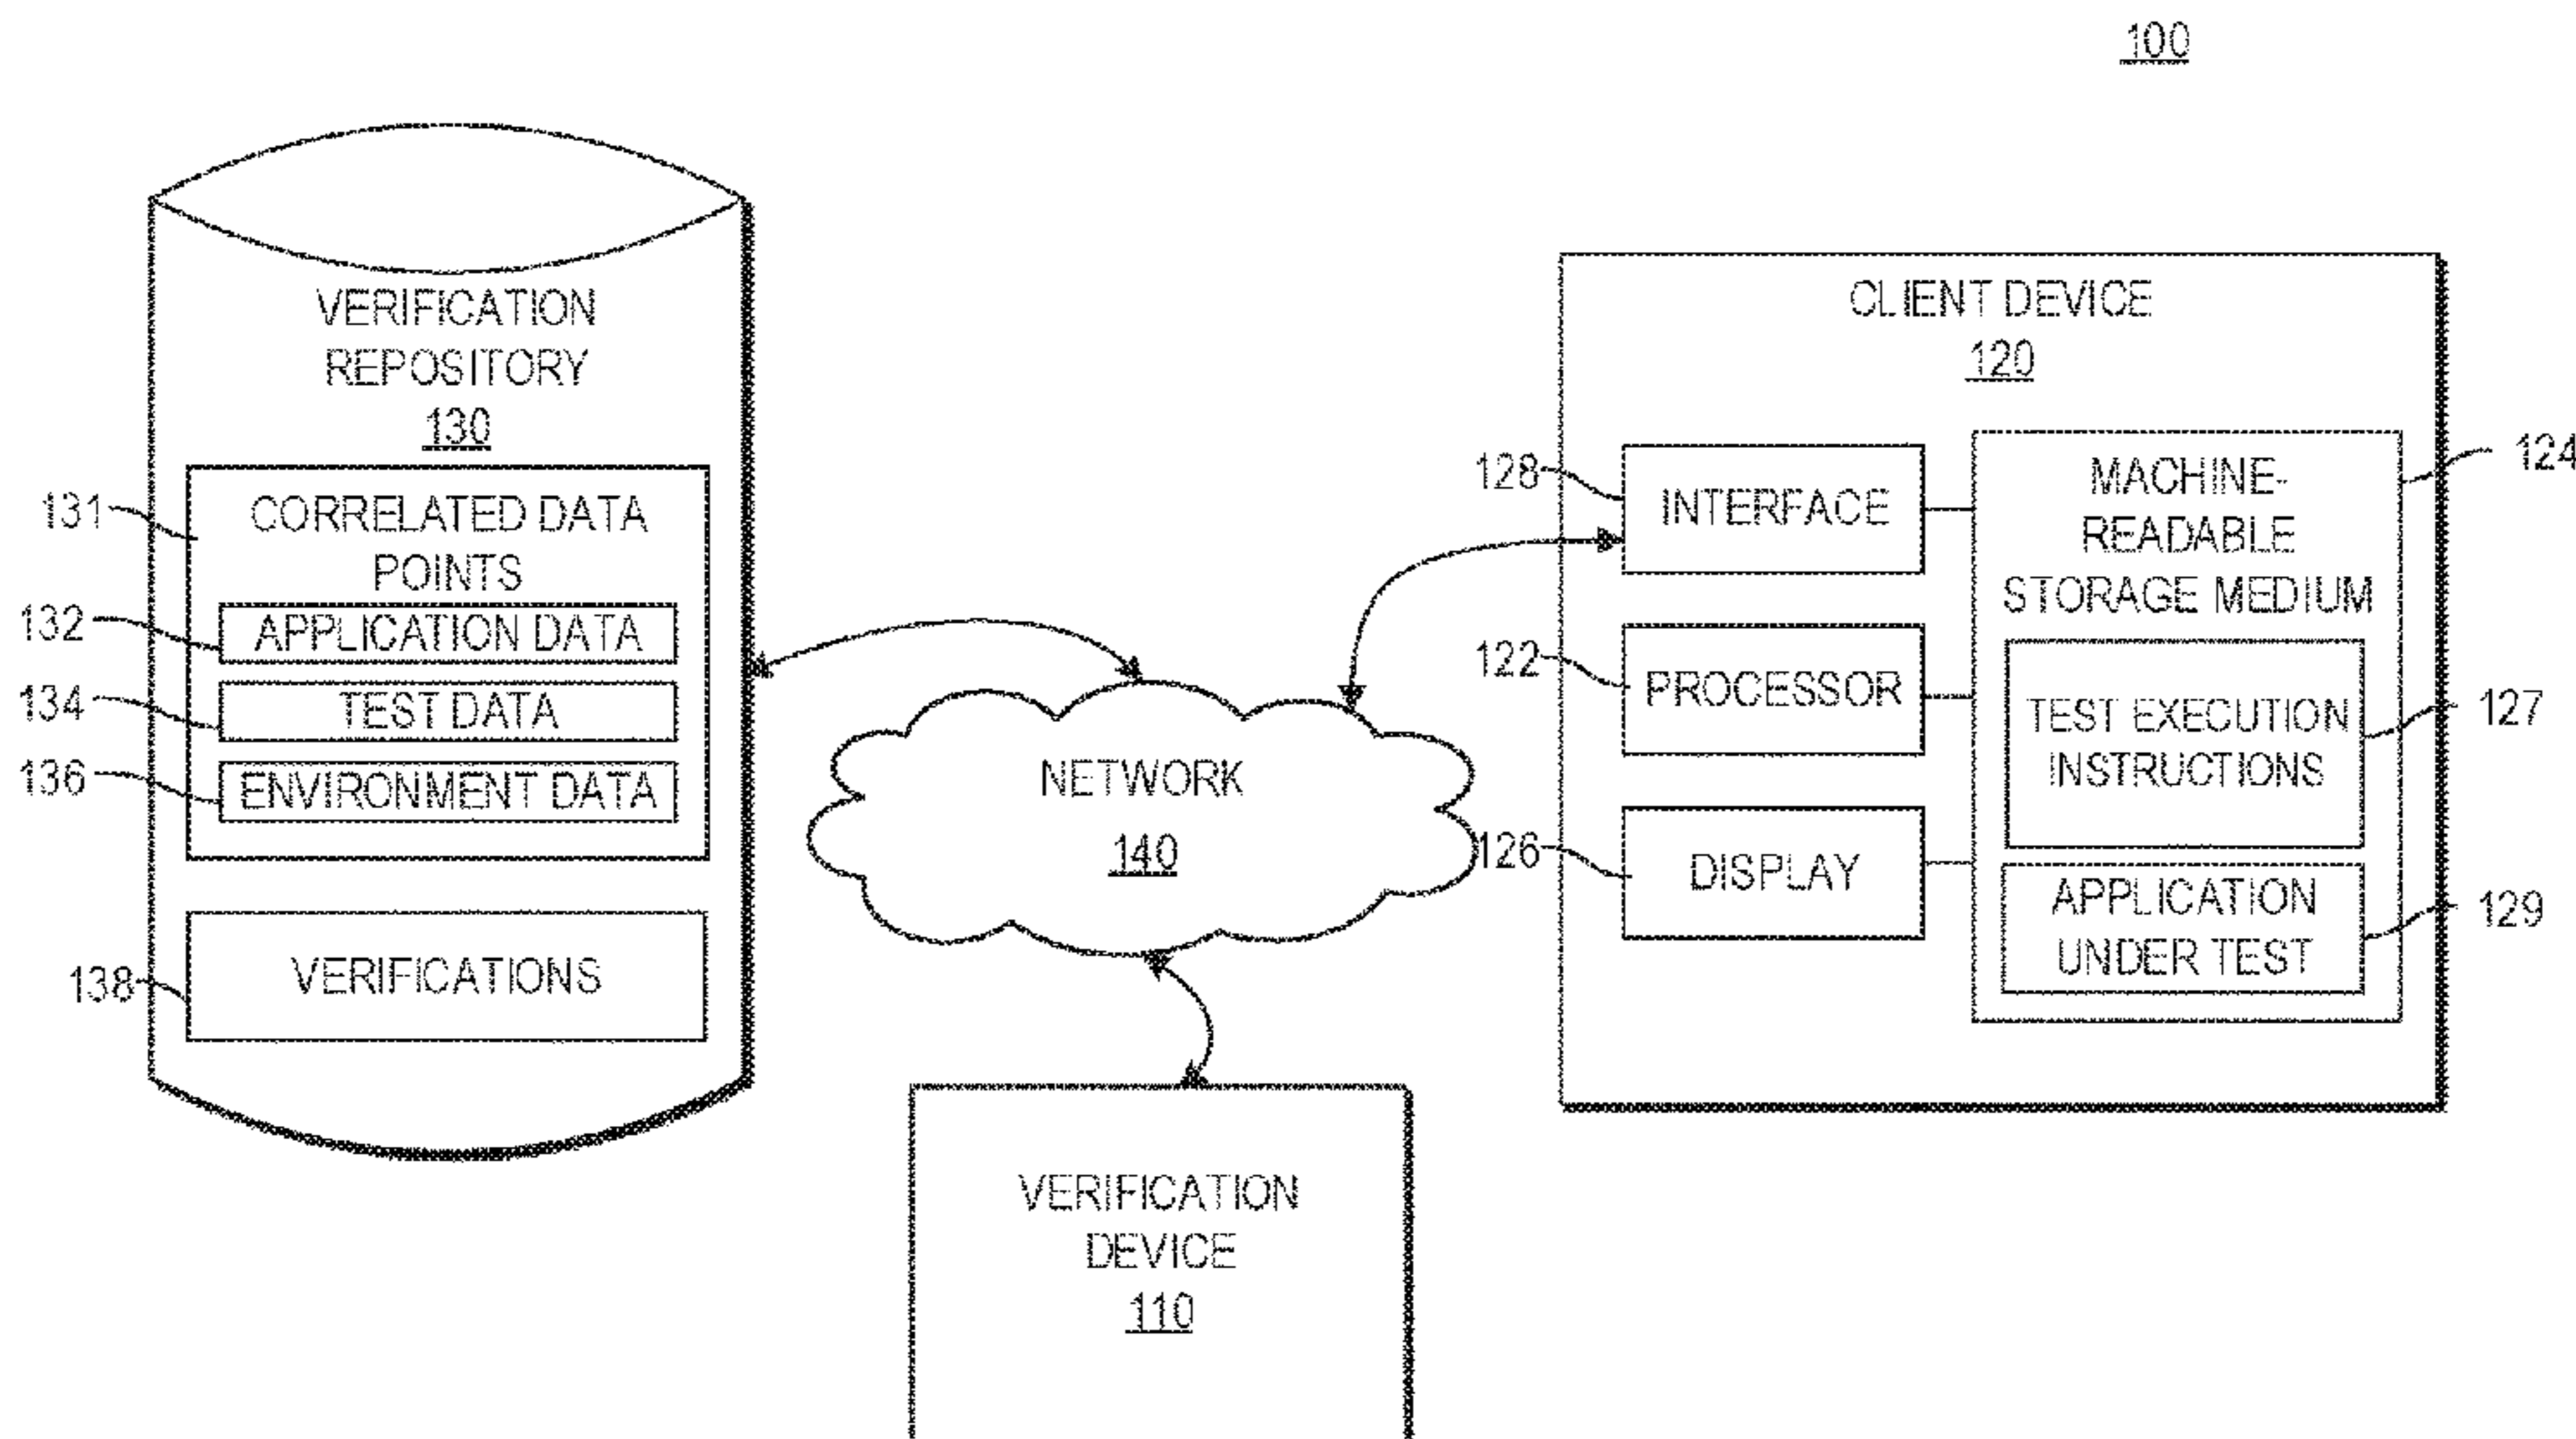 100
VERIFICATION
REPOSITORY
130
131
CORRELATED DATA
POINTS
132
APPLICATION DATA
134
TEST DATA
136
ENVIRONMENT DATA
138
VERIFICATIONS
NETWORK
140
VERIFICATION
DEVICE
110
CLIENT DEVICE
120
128
INTERFACE
122
PROCESSOR
126
DISPLAY
MACHINE-
READABLE
STORAGE MEDIUM
124
TEST EXECUTION
INSTRUCTIONS
127
APPLICATION
UNDER TEST
129